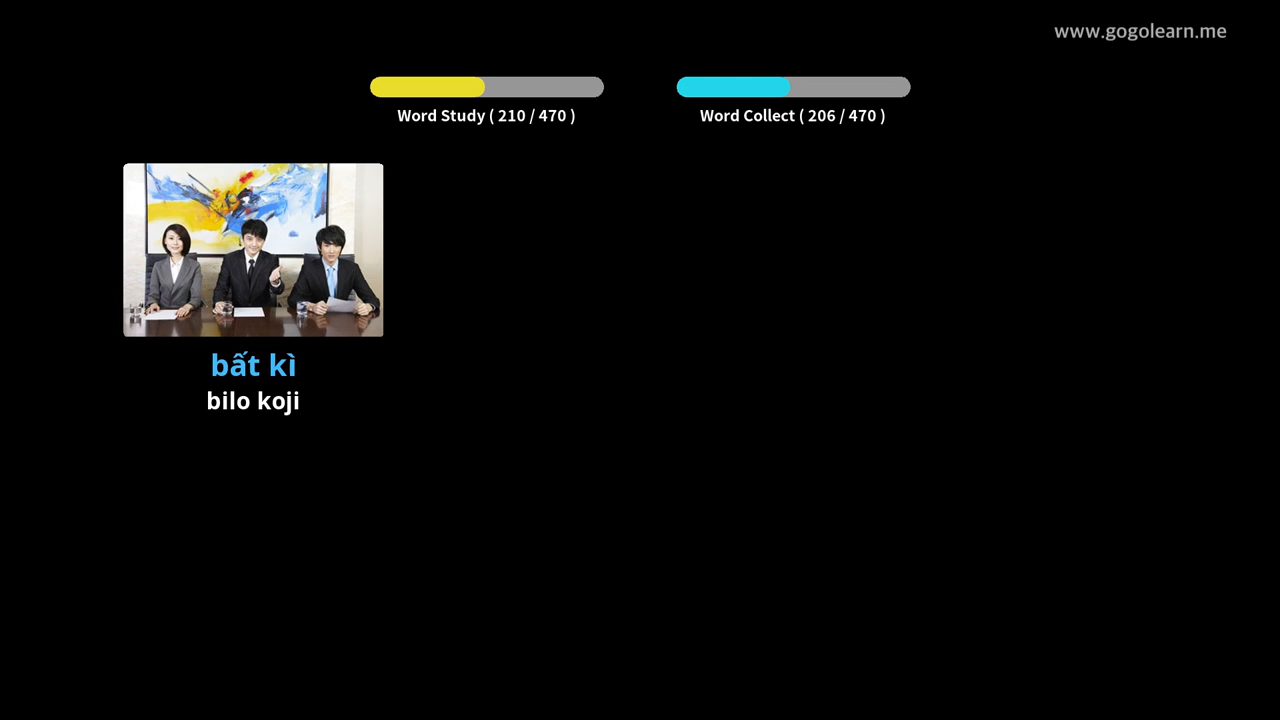 www.gogolearn.me
Word Study ( 210 / 470 )
Word Collect ( 206 / 470 )
bất kì
bilo koji